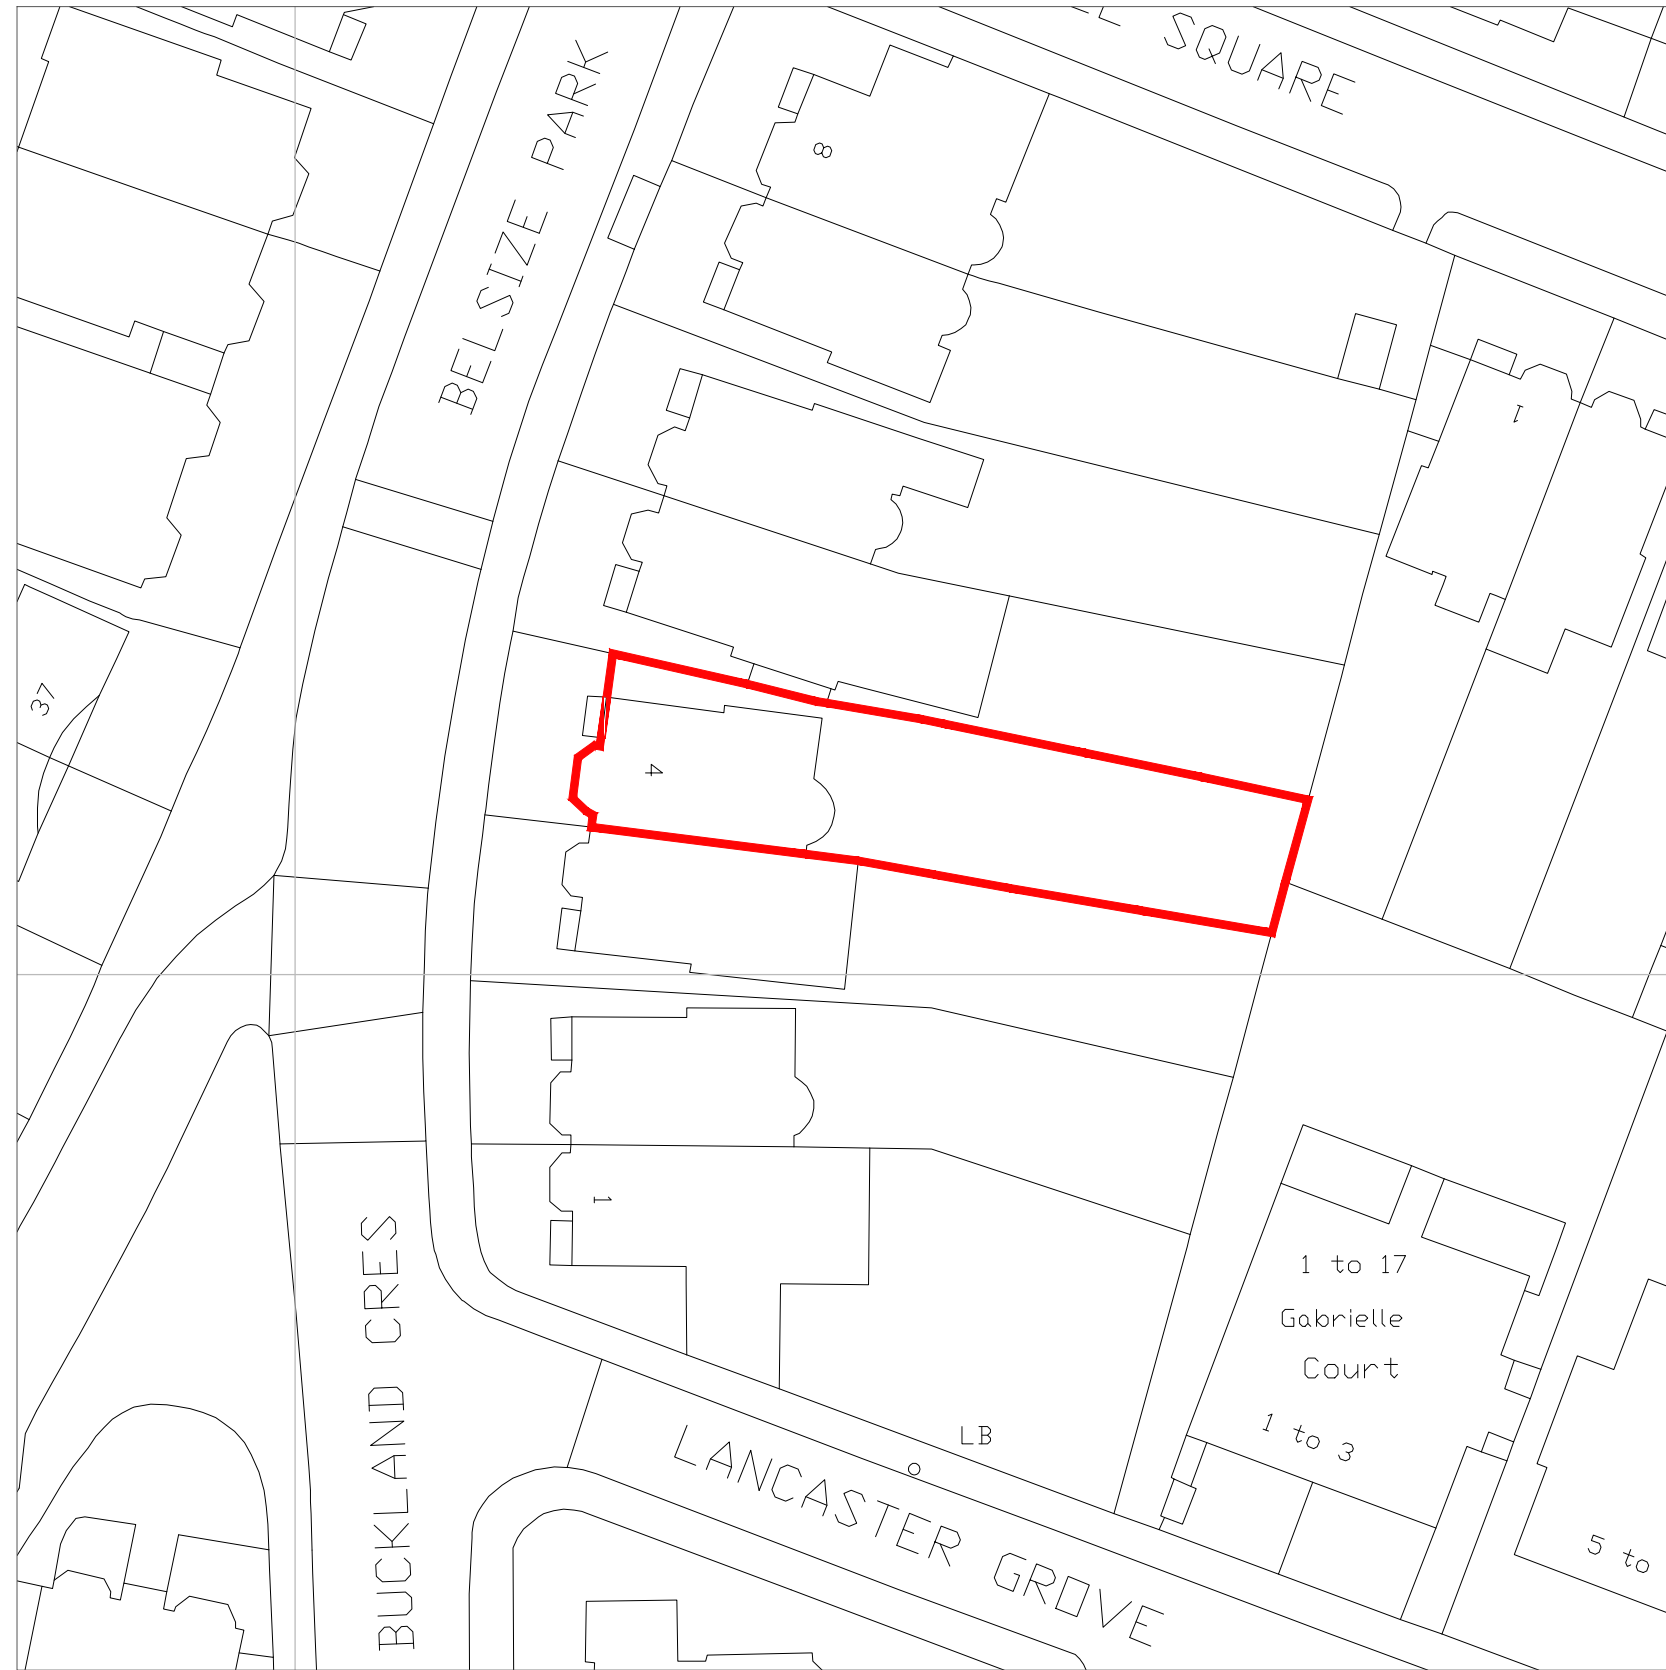 SQUARE
BELSIZE PARK
8
1
37
4
1
1 to 17
Gabrielle
Court
1 to 3
LB
LANCASTER GROVE
BUCKLAND CRES
5 to